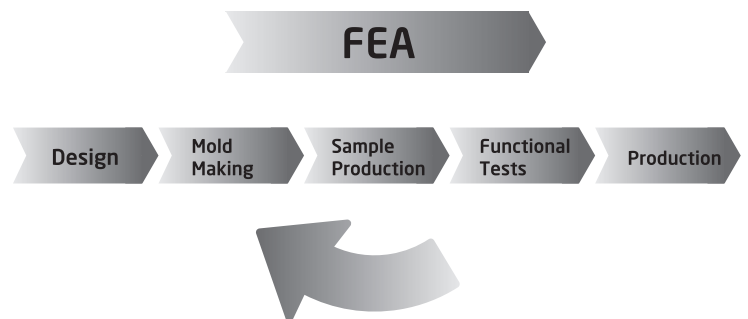 FEA
Design
Mold
Making
Sample
Production
Functional
Tests
Production